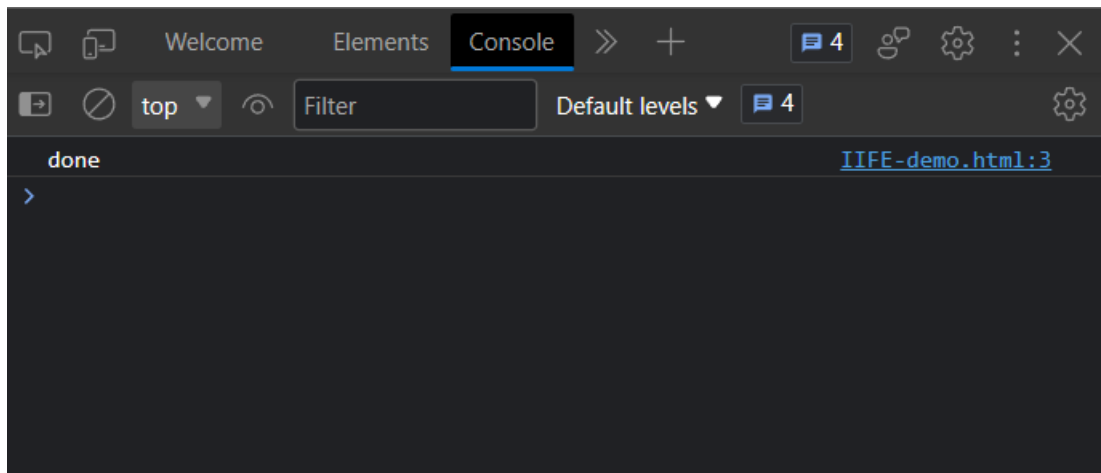 Welcome Elements Console 4
top Filter Default levels 4
done IIFE-demo.html:3